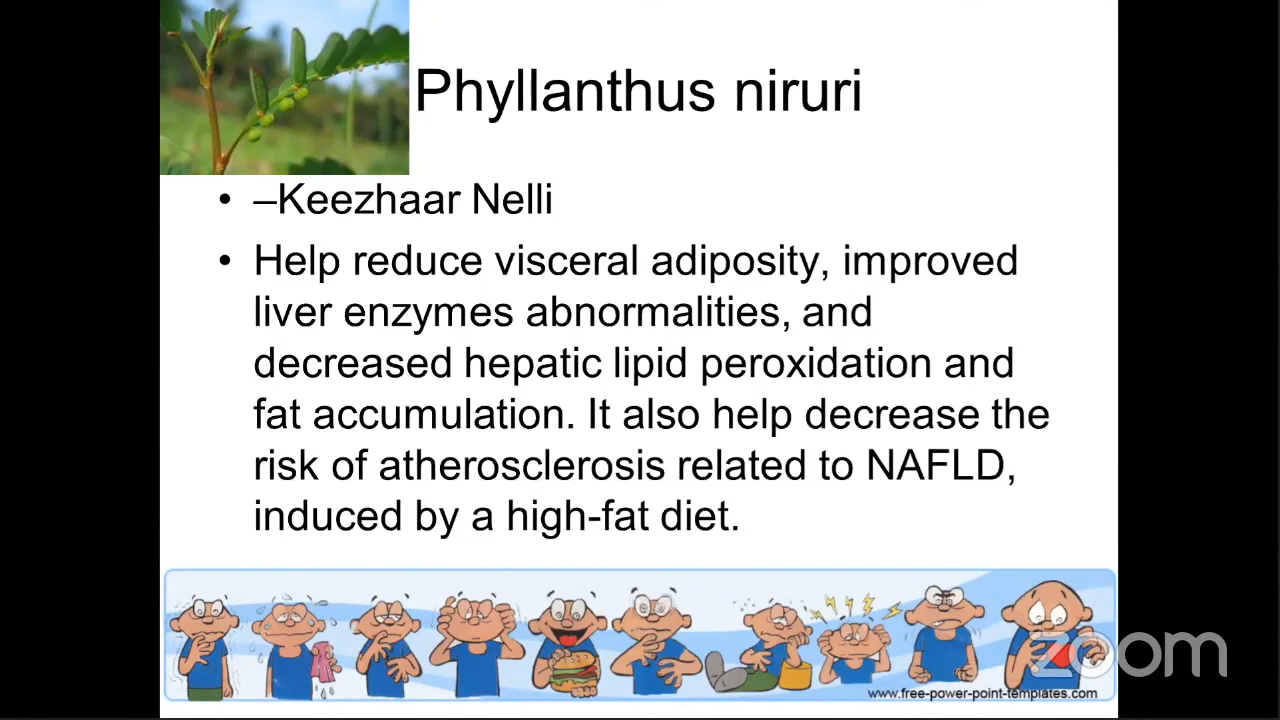 Phyllanthus niruri
• –Keezhaar Nelli
• Help reduce visceral adiposity, improved
liver enzymes abnormalities, and
decreased hepatic lipid peroxidation and
fat accumulation. It also help decrease the
risk of atherosclerosis related to NAFLD,
induced by a high-fat diet.
zoom
www.free-power-point-templates.com